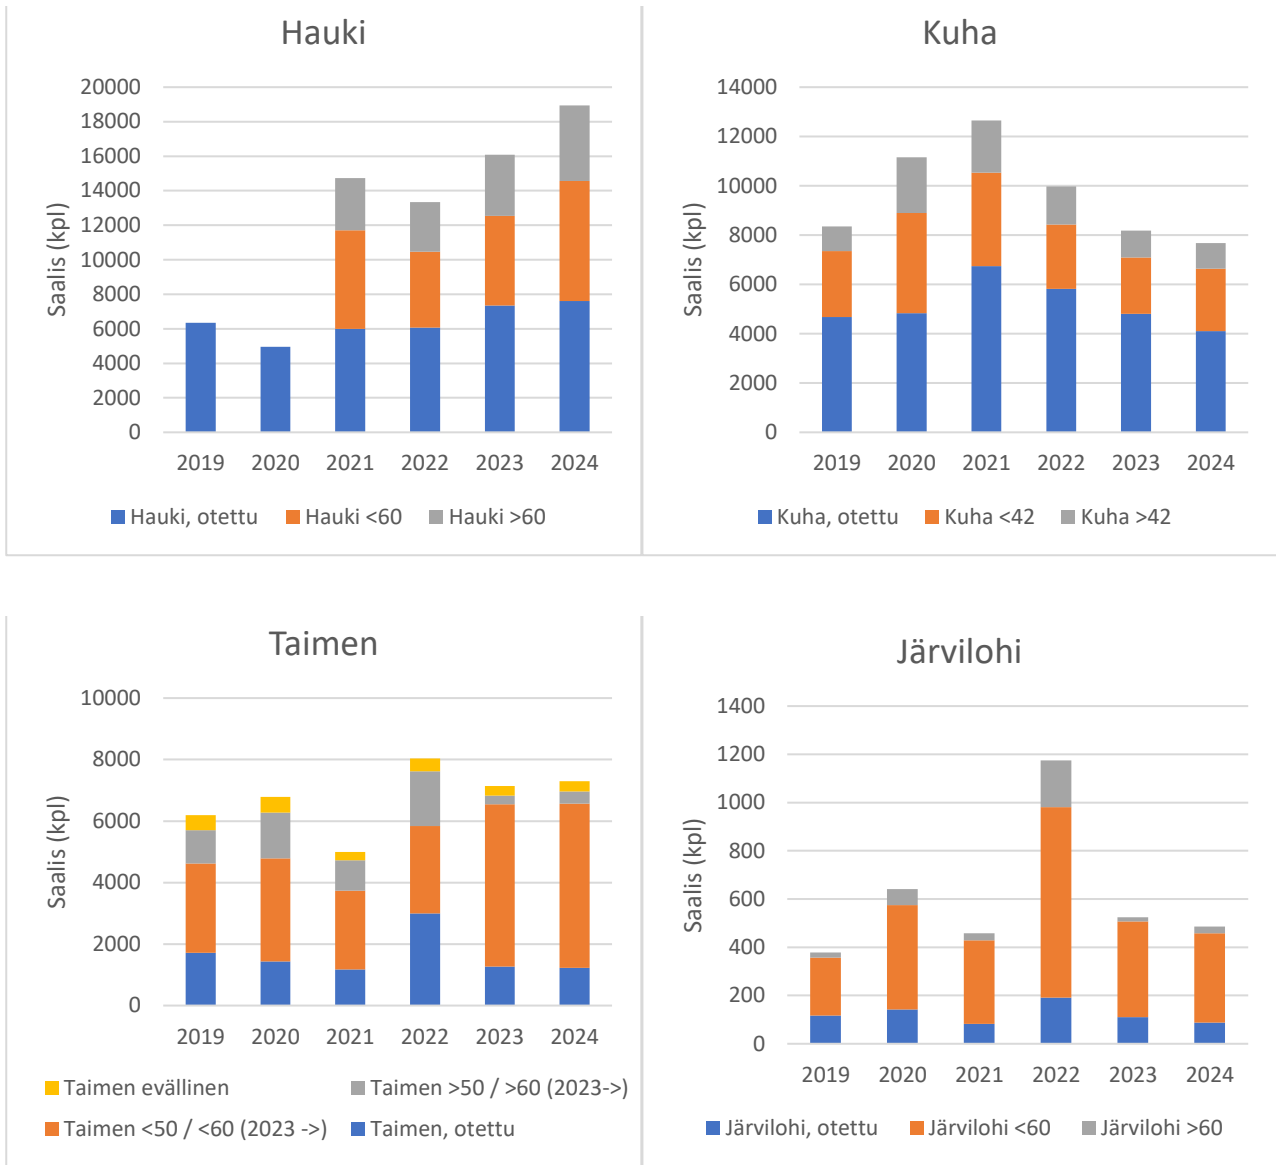 Hauki
Saalis (kpl)
20000
18000
16000
14000
12000
10000
8000
6000
4000
2000
0
2019 2020 2021 2022 2023 2024
Hauki, otettu Hauki <60 Hauki >60
Kuha
Saalis (kpl)
14000
12000
10000
8000
6000
4000
2000
0
2019 2020 2021 2022 2023 2024
Kuha, otettu Kuha <42 Kuha >42
Taimen
Saalis (kpl)
10000
8000
6000
4000
2000
0
2019 2020 2021 2022 2023 2024
Taimen evällinen Taimen >50 / >60 (2023->)
Taimen <50 / <60 (2023 ->) Taimen, otettu
Järvilohi
Saalis (kpl)
1400
1200
1000
800
600
400
200
0
2019 2020 2021 2022 2023 2024
Järvilohi, otettu Järvilohi <60 Järvilohi >60